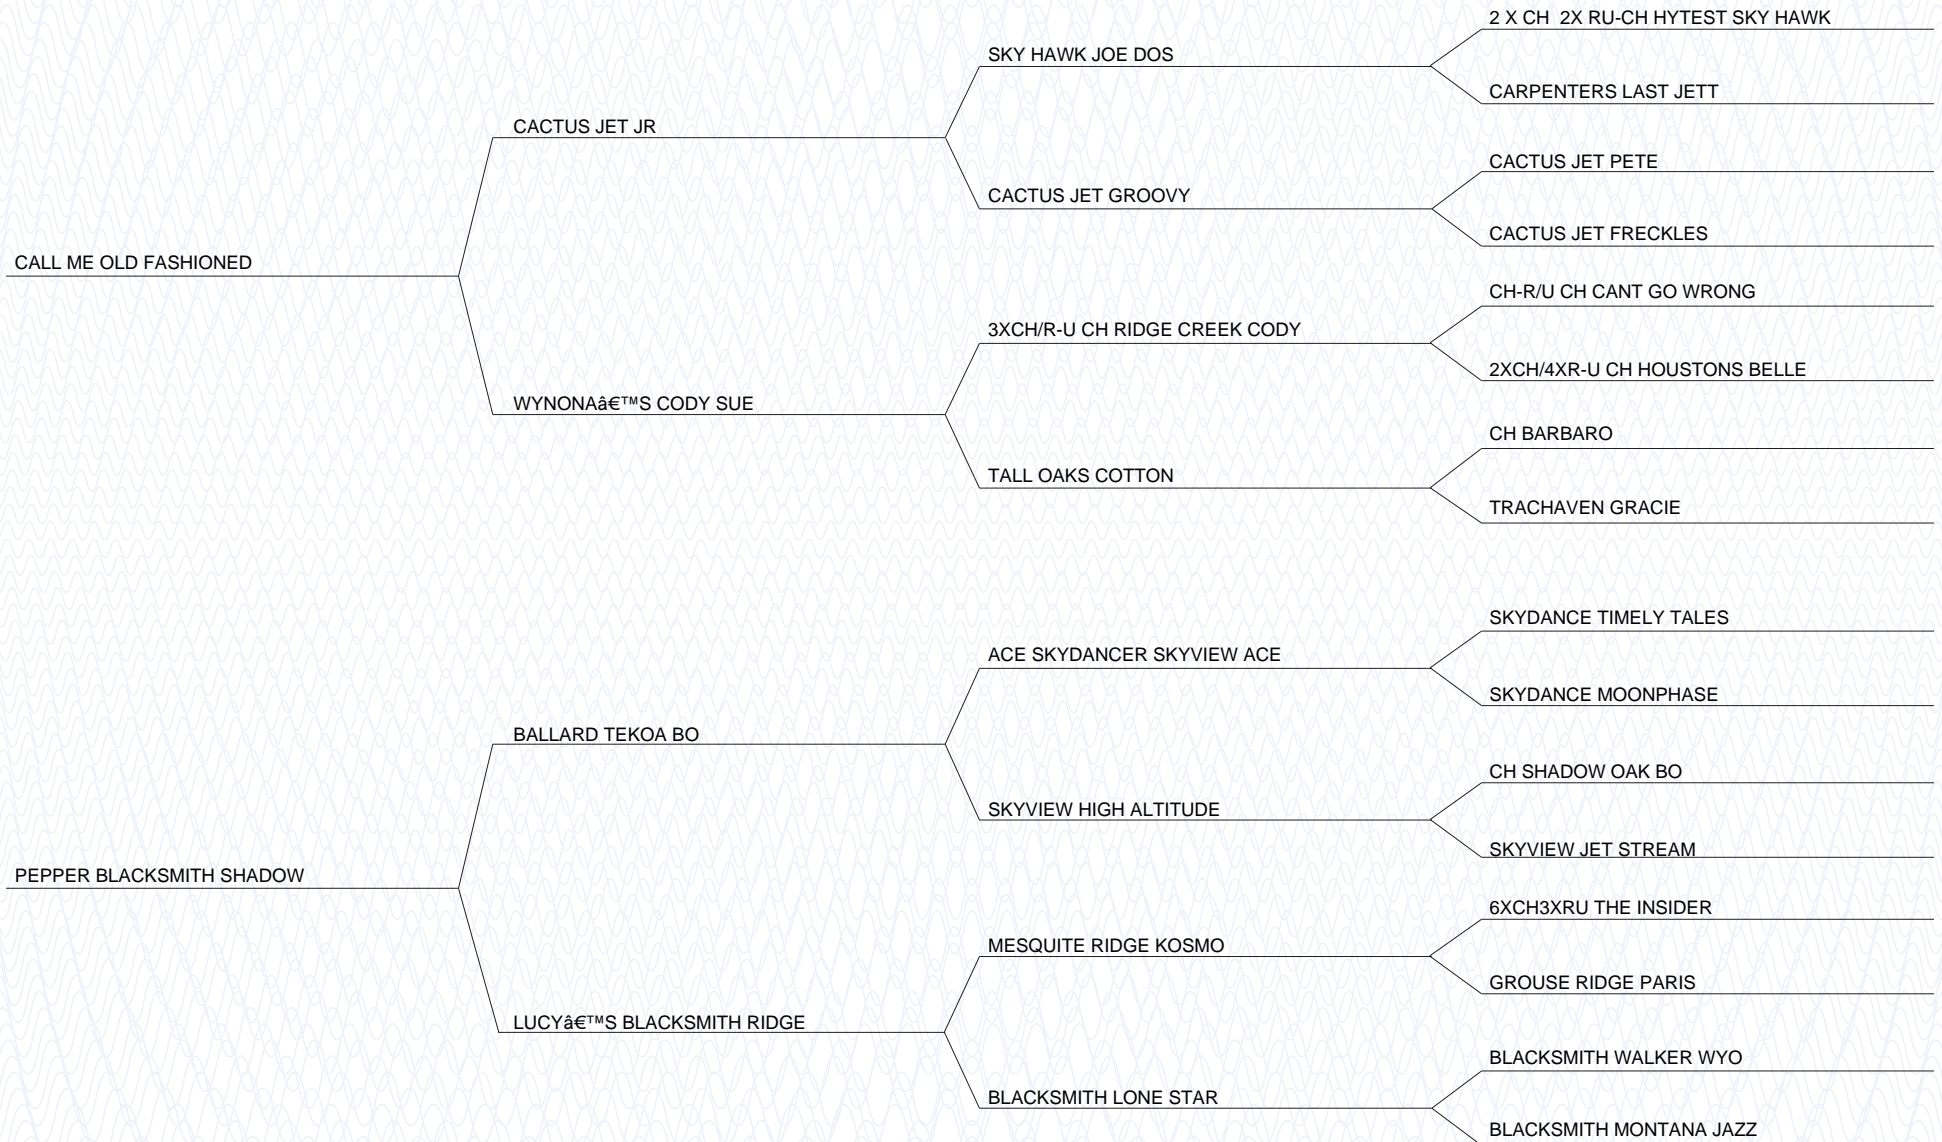 2 X CH  2X RU-CH HYTEST SKY HAWK
SKY HAWK JOE DOS
CARPENTERS LAST JETT
CACTUS JET JR
CACTUS JET PETE
CACTUS JET GROOVY
CACTUS JET FRECKLES
CALL ME OLD FASHIONED
CH-R/U CH CANT GO WRONG
3XCH/R-U CH RIDGE CREEK CODY
2XCH/4XR-U CH HOUSTONS BELLE
WYNONA’S CODY SUE
CH BARBARO
TALL OAKS COTTON
TRACHAVEN GRACIE
SKYDANCE TIMELY TALES
ACE SKYDANCER SKYVIEW ACE
SKYDANCE MOONPHASE
BALLARD TEKOA BO
CH SHADOW OAK BO
SKYVIEW HIGH ALTITUDE
SKYVIEW JET STREAM
PEPPER BLACKSMITH SHADOW
6XCH3XRU THE INSIDER
MESQUITE RIDGE KOSMO
GROUSE RIDGE PARIS
LUCY’S BLACKSMITH RIDGE
BLACKSMITH WALKER WYO
BLACKSMITH LONE STAR
BLACKSMITH MONTANA JAZZ